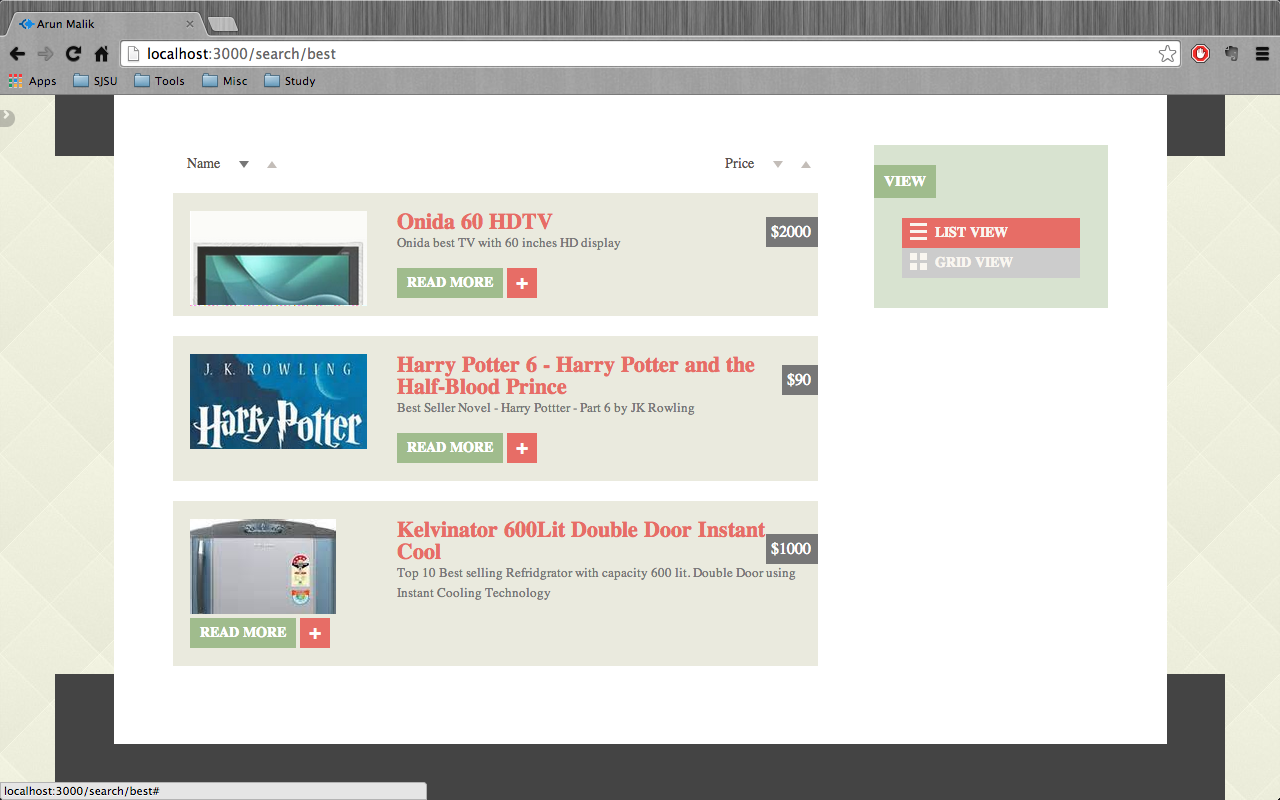 Arun Malik
localhost:3000/search/best
Apps SJSU Tools Misc Study
Name Price
VIEW
LIST VIEW
GRID VIEW
Onida 60 HDTV
$2000
Onida best TV with 60 inches HD display
READ MORE +
J. K. ROWLING
Harry Potter
Harry Potter 6 - Harry Potter and the
Half-Blood Prince
$90
Best Seller Novel - Harry Pottter - Part 6 by JK Rowling
READ MORE +
Kelvinator 600Lit Double Door Instant
Cool
$1000
Top 10 Best selling Refridgrator with capacity 600 lit. Double Door using
Instant Cooling Technology
READ MORE +
localhost:3000/search/best#